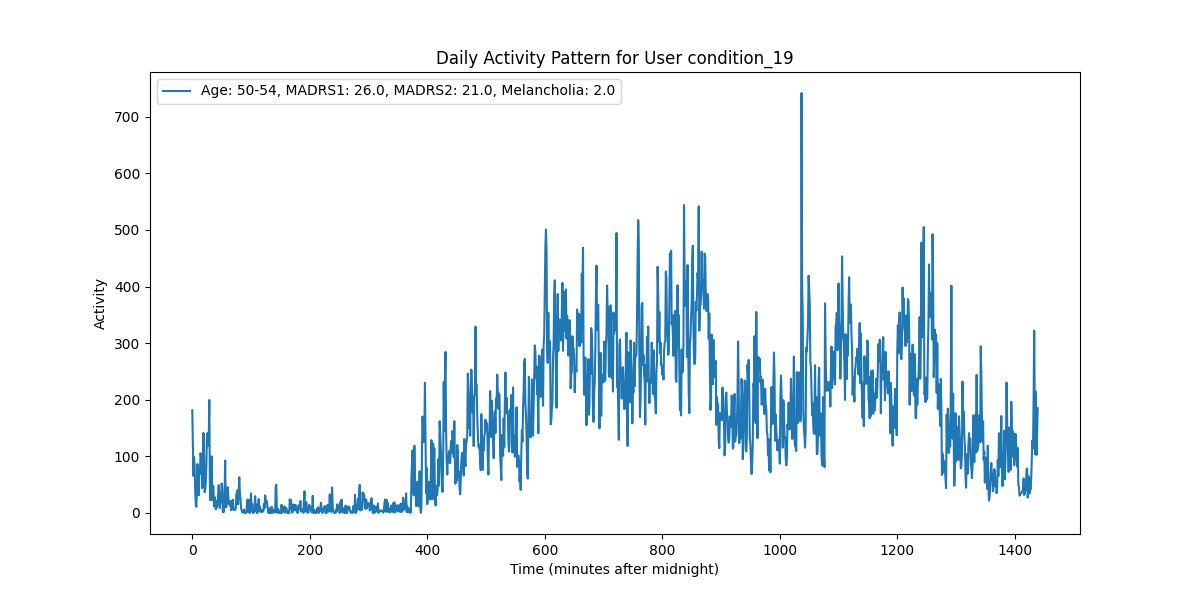 Daily Activity Pattern for User condition_19
Age: 50-54, MADRS1: 26.0, MADRS2: 21.0, Melancholia: 2.0
700
600
500
400
300
200
100
0
Activity
0 200 400 600 800 1000 1200 1400
Time (minutes after midnight)